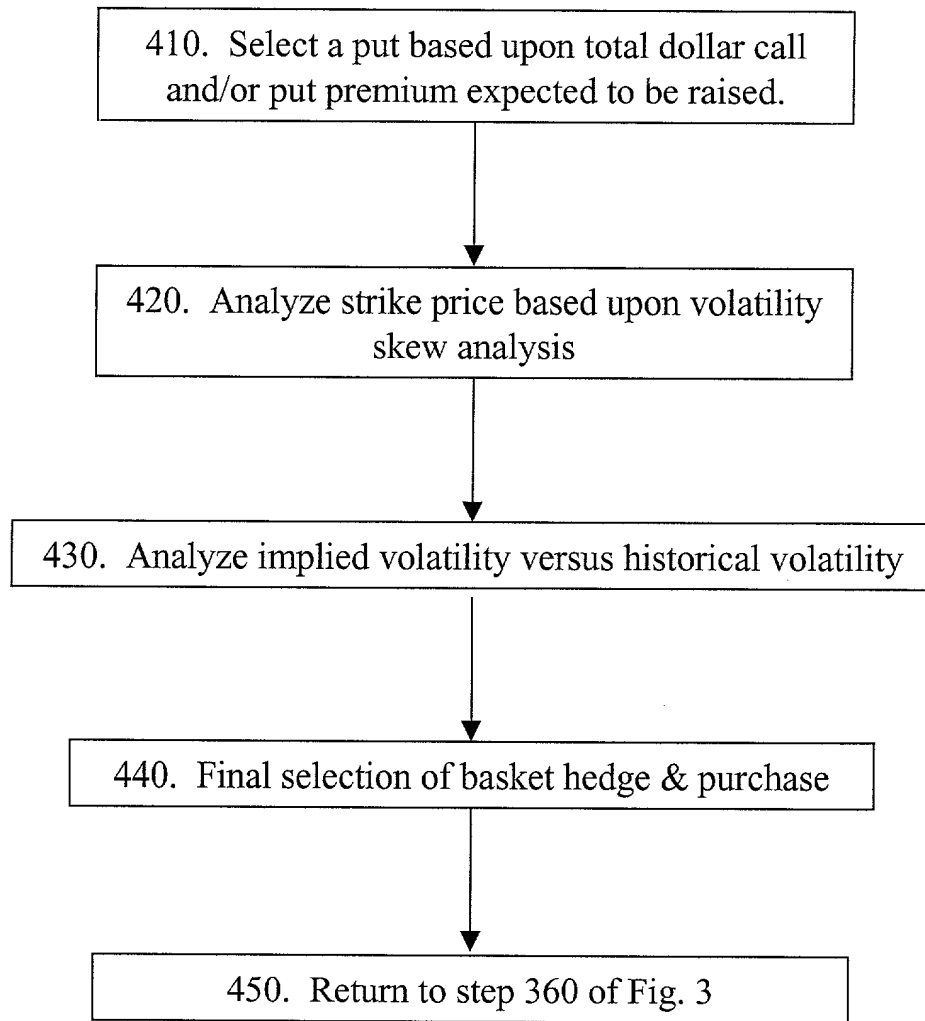 410. Select a put based upon total dollar call
and/or put premium expected to be raised.
420. Analyze strike price based upon volatility
skew analysis
430. Analyze implied volatility versus historical volatility
440. Final selection of basket hedge & purchase
450. Return to step 360 of Fig. 3